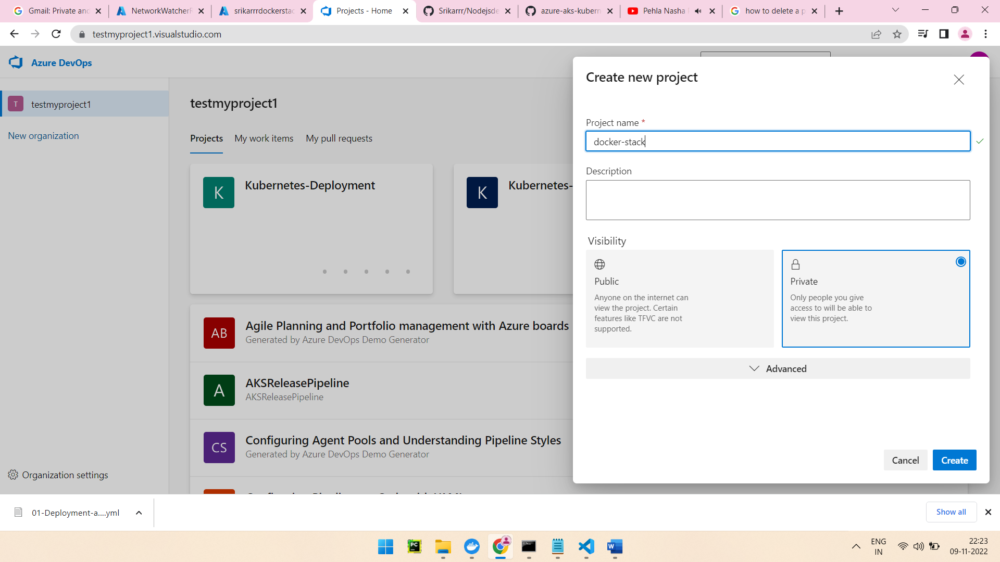 Gmail: Private and
NetworkWatcherR
srikarrrdockerstac
Projects - Home
Srikarrr/Nodejsde
azure-aks-kubern
Pehla Nasha
how to delete a p
testmyproject1.visualstudio.com
Azure DevOps
T
testmyproject1
New organization
Organization settings
testmyproject1
Projects
My work items
My pull requests
K
Kubernetes-Deployment
K
Kubernetes-
AB
Agile Planning and Portfolio management with Azure boards
Generated by Azure DevOps Demo Generator
A
AKSReleasePipeline
AKSReleasePipeline
CS
Configuring Agent Pools and Understanding Pipeline Styles
Generated by Azure DevOps Demo Generator
Create new project
Project name *
docker-stack
Description
Visibility
Public
Anyone on the internet can
view the project. Certain
features like TFVC are not
supported.
Private
Only people you give
access to will be able to
view this project.
Advanced
Cancel
Create
01-Deployment-a....yml
Show all
PC
W
ENG
IN
22:23
09-11-2022